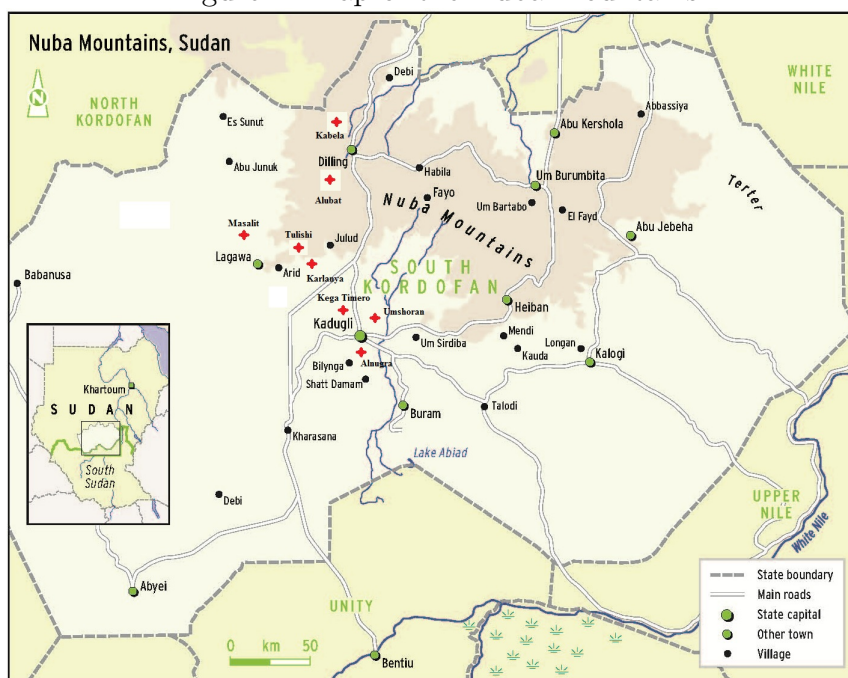 Nuba Mountains, Sudan
N
NORTH
KORDOFAN
WHITE
NILE
Debi
Es Sunut
Kabela
Abbassiya
Abu Kershola
Dilling
Abu Junuk
Habila
Alubat
Fayo
Um Burumbita
Um Bartabo
El Fayd
Terter
Nuba Mountains
Masalit
Tulishi
Julud
Abu Jebeha
Lagawa
Arid
Karlanya
SOUTH
KORDOFAN
Babanusa
Kega Timero
Umshoran
Heiban
Kadugli
Um Sirdiba
Mendi
Longan
Kauda
Kalogi
Alnugra
Bilynga
Shatt Damam
Khartoum
SUDAN
South
Sudan
Buram
Talodi
Kharasana
Lake Abiad
Debi
UPPER
NILE
White Nile
Abyei
UNITY
0 km 50
Bentiu
State boundary
Main roads
State capital
Other town
Village